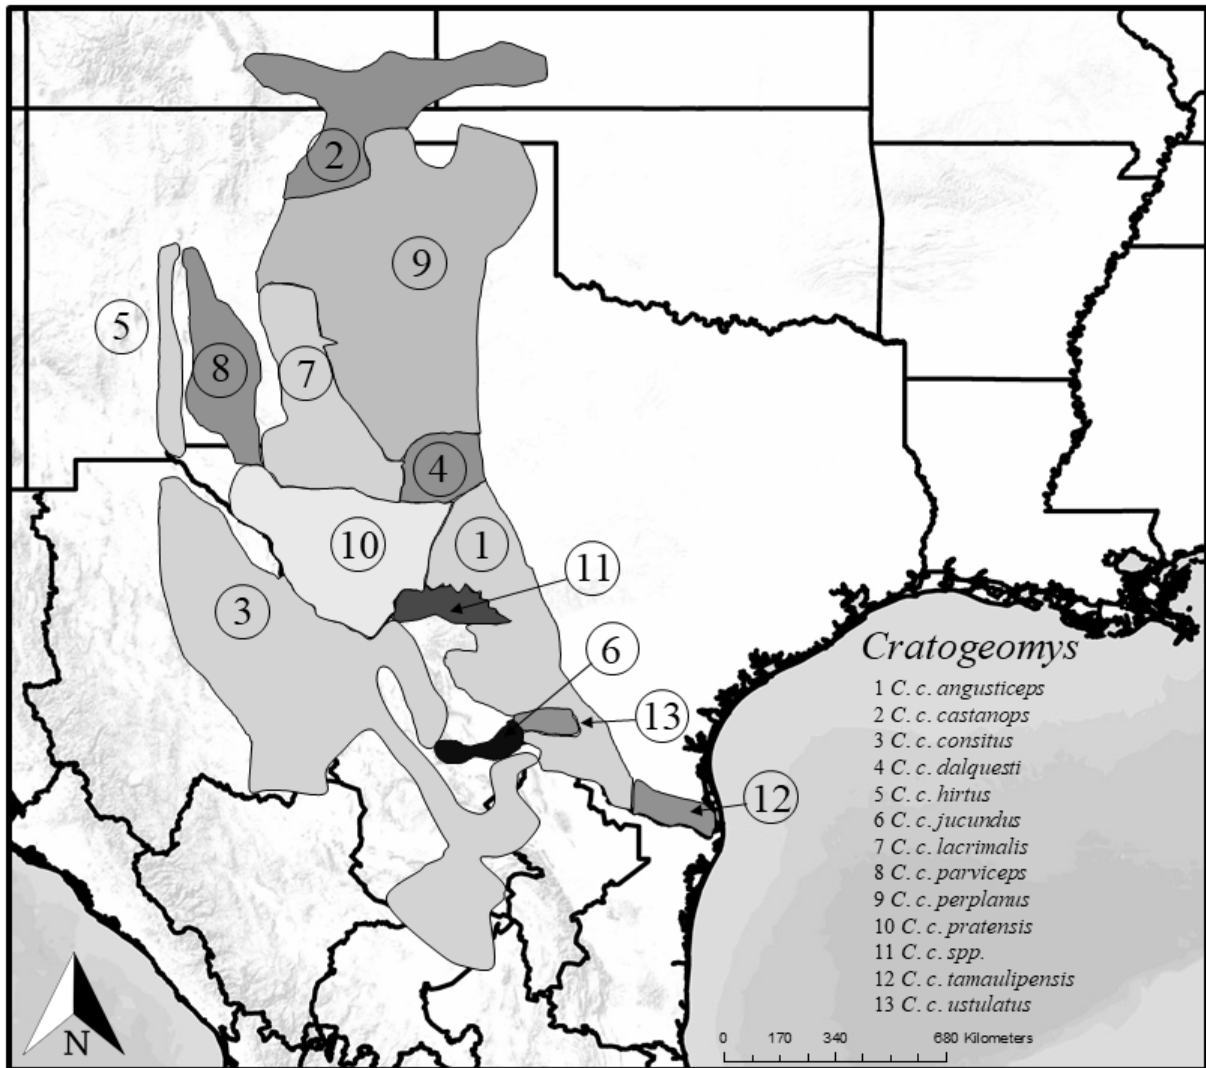 2
9
5
8
7
4
10
1
11
3
6
13
12
Cratogeomys
1 C. c. angusticeps
2 C. c. castanops
3 C. c. consitus
4 C. c. dalquesti
5 C. c. hirtus
6 C. c. jucundus
7 C. c. lacrimalis
8 C. c. parviceps
9 C. c. perplanus
10 C. c. pratensis
11 C. c. spp.
12 C. c. tamaulipensis
13 C. c. ustulatus
N
0 170 340 680 Kilometers